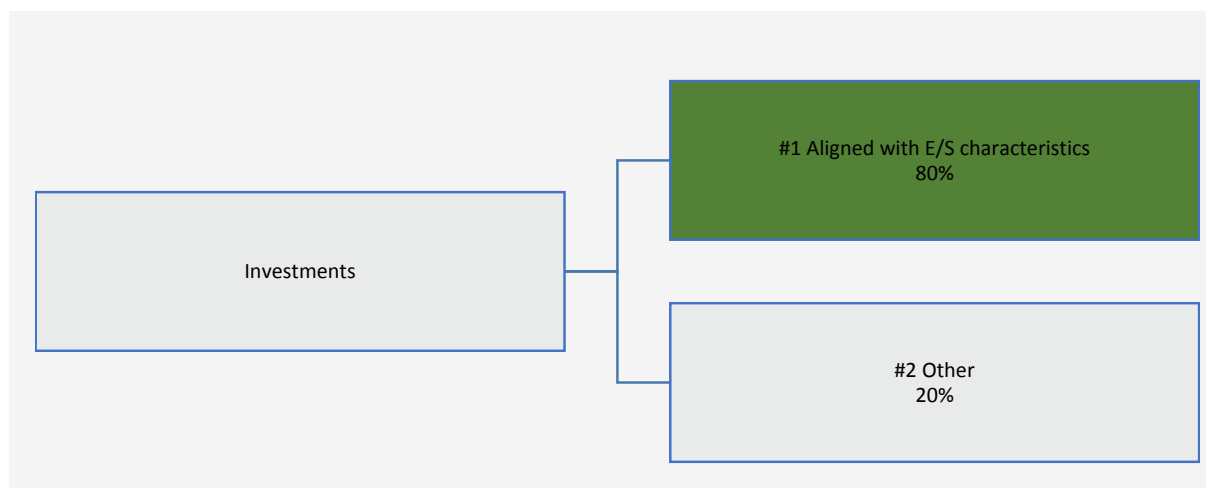 Investments
#1 Aligned with E/S characteristics
80%
#2 Other
20%